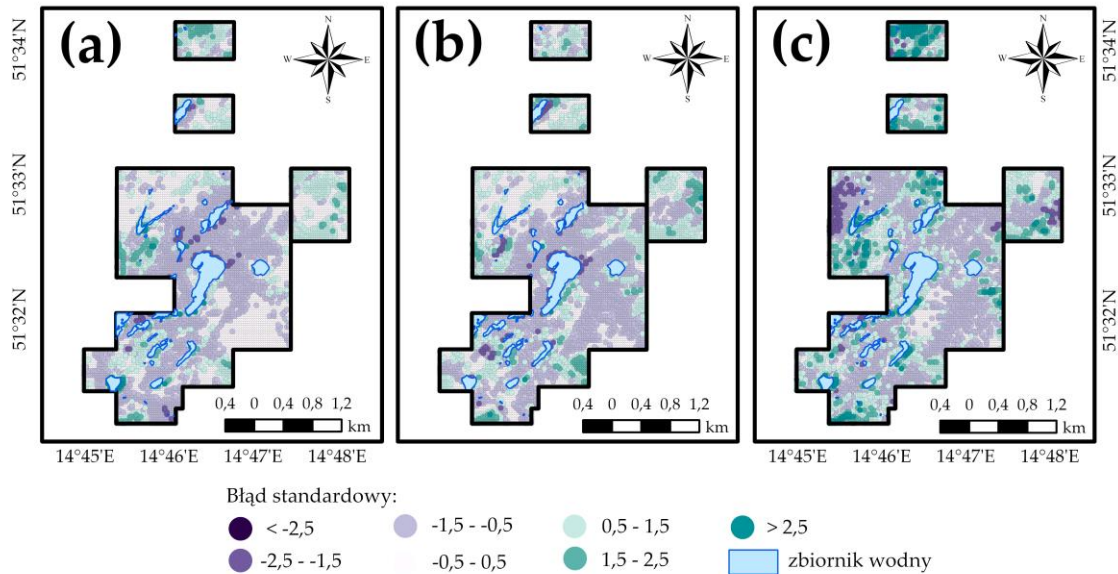 (a)
N
W
E
S
(b)
N
W
E
S
(c)
N
W
E
S
51°34'N
51°33'N
51°32'N
51°34'N
51°33'N
51°32'N
0,4 0 0,4 0,8 1,2
km
0,4 0 0,4 0,8 1,2
km
0,4 0 0,4 0,8 1,2
km
14°45'E 14°46'E 14°47'E 14°48'E
14°45'E 14°46'E 14°47'E 14°48'E
Błąd standardowy:
< -2,5
-1,5 - -0,5
0,5 - 1,5
> 2,5
-2,5 - -1,5
-0,5 - 0,5
1,5 - 2,5
zbiornik wodny